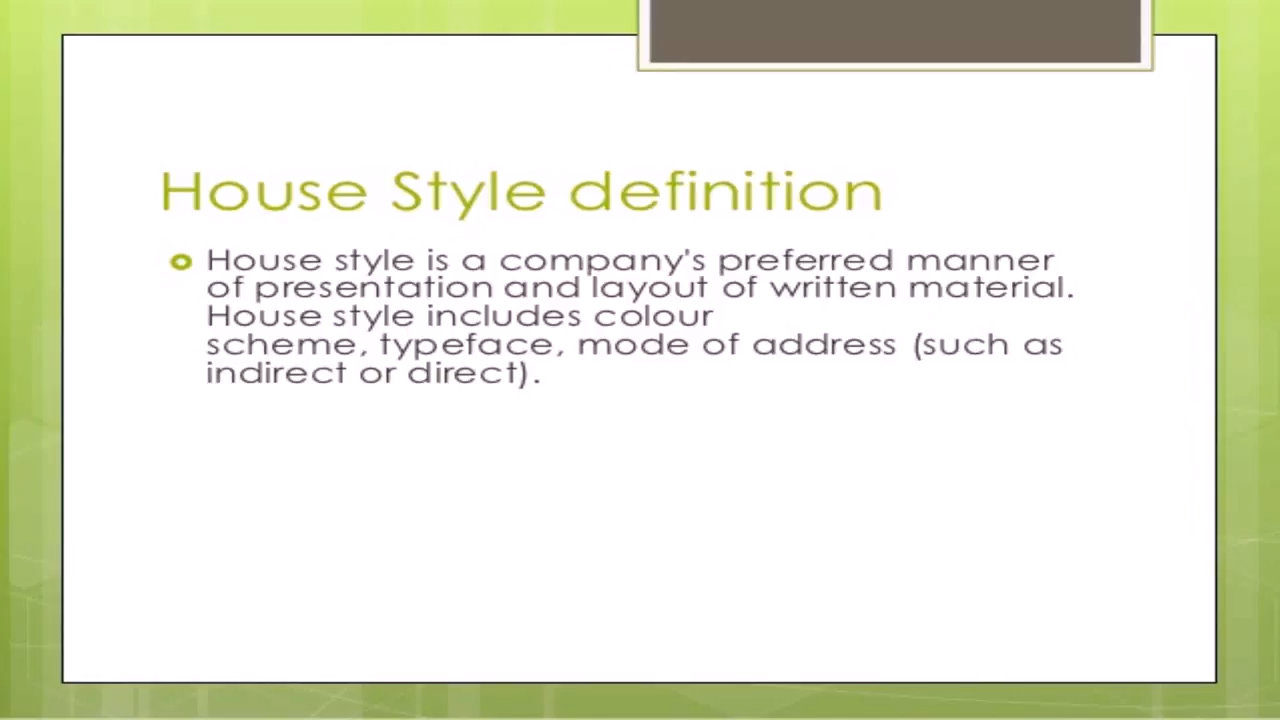 House Style definition
House style is a company's preferred manner
of presentation and layout of written material.
House style includes colour
scheme, typeface, mode of address (such as
indirect or direct).